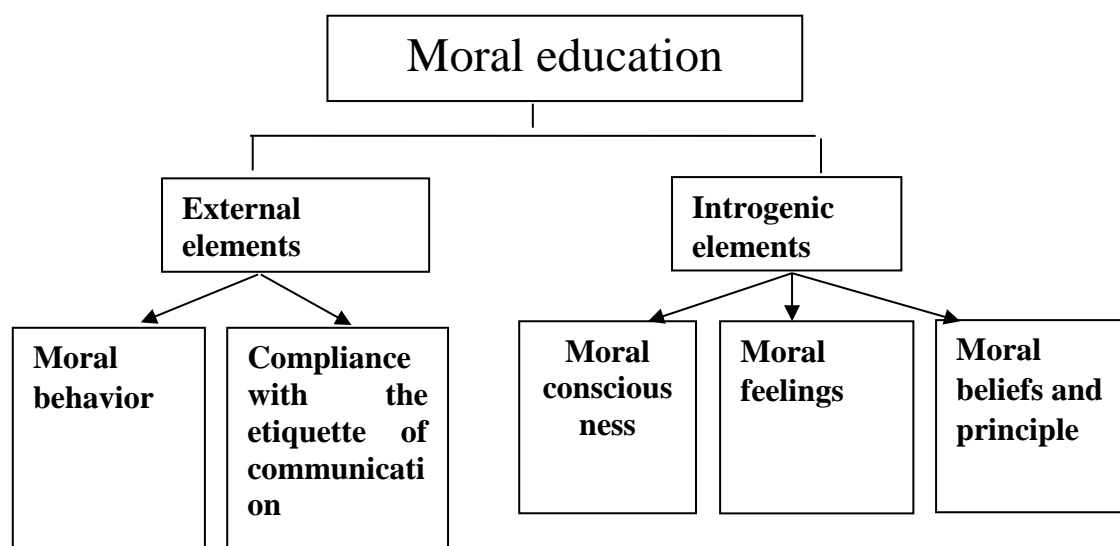 Moral education
External
elements
Introgenic
elements
Moral
behavior
Compliance
with the
etiquette of
communicati
on
Moral
conscious
ness
Moral
feelings
Moral
beliefs and
principle